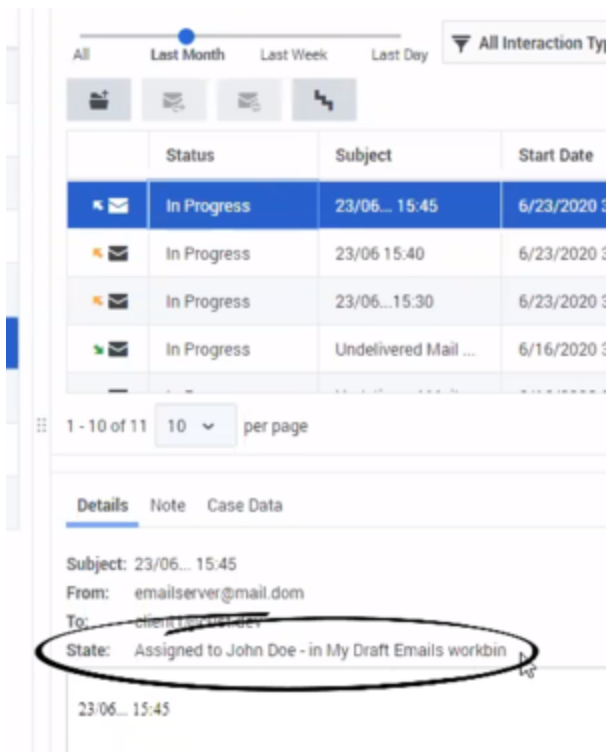 All Last Month Last Week Last Day All Interaction Typ
Status Subject Start Date
In Progress 23/06... 15:45 6/23/2020 3
In Progress 23/06 15:40 6/23/2020 3
In Progress 23/06...15:30 6/23/2020 3
In Progress Undelivered Mail ... 6/16/2020 3
1 - 10 of 11 10 per page
Details Note Case Data
Subject: 23/06... 15:45
From: emailserver@mail.dom
To:
State: Assigned to John Doe - in My Draft Emails workbin
23/06... 15:45